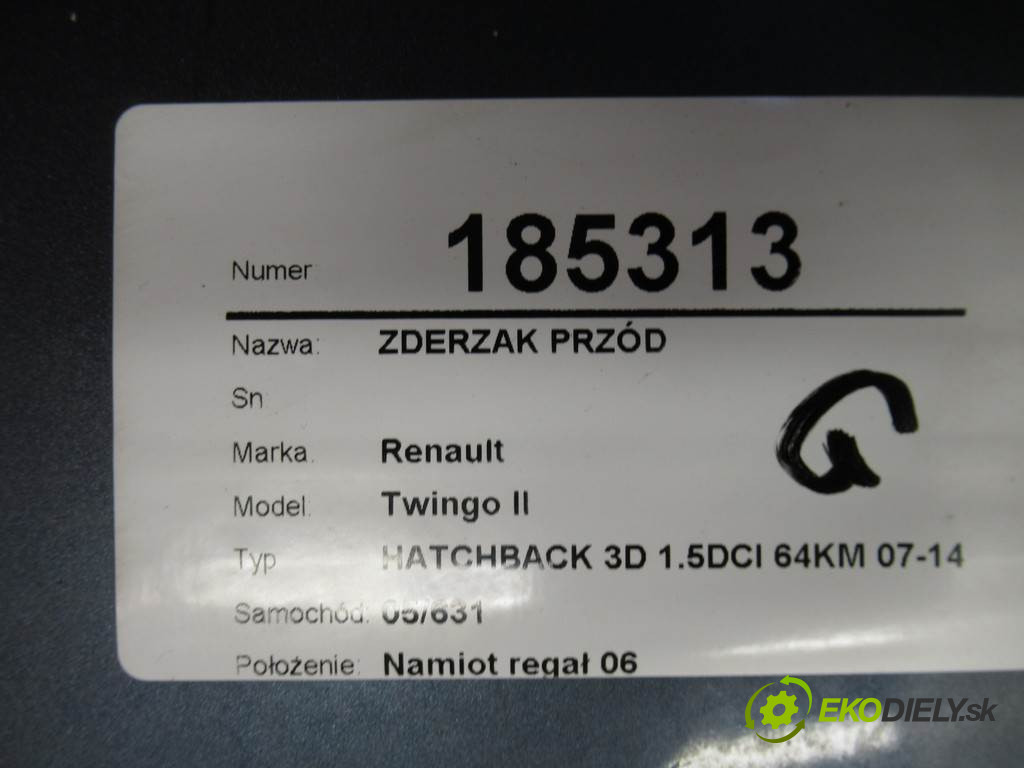 Numer 185313
Nazwa: ZDERZAK PRZÓD
Sn
Marka. Renault
G
Model: Twingo II
Typ HATCHBACK 3D 1.5DCI 64KM 07-14
Samochód: 05/631
Położenie: Namiot regał 06
EKODIELY.sk